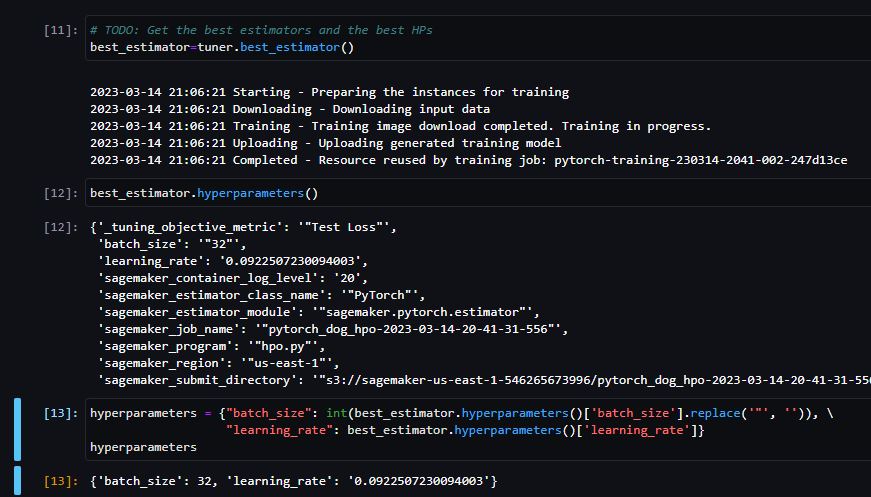 [11]: # TODO: Get the best estimators and the best HPs
best_estimator=tuner.best_estimator()
2023-03-14 21:06:21 Starting - Preparing the instances for training
2023-03-14 21:06:21 Downloading - Downloading input data
2023-03-14 21:06:21 Training - Training image download completed. Training in progress.
2023-03-14 21:06:21 Uploading - Uploading generated training model
2023-03-14 21:06:21 Completed - Resource reused by training job: pytorch-training-230314-2041-002-247d13ce
[12]: best_estimator.hyperparameters()
[12]: {'_tuning_objective_metric': '"Test Loss"',
'batch_size': '"32"',
'learning_rate': '0.0922507230094003',
'sagemaker_container_log_level': '20',
'sagemaker_estimator_class_name': '"PyTorch"',
'sagemaker_estimator_module': '"sagemaker.pytorch.estimator"',
'sagemaker_job_name': '"pytorch_dog_hpo-2023-03-14-20-41-31-556"',
'sagemaker_program': '"hpo.py"',
'sagemaker_region': '"us-east-1"',
'sagemaker_submit_directory': '"s3://sagemaker-us-east-1-546265673996/pytorch_dog_hpo-2023-03-14-20-41-31-556
[13]: hyperparameters = {"batch_size": int(best_estimator.hyperparameters()['batch_size'].replace('"', '')), \
"learning_rate": best_estimator.hyperparameters()['learning_rate']}
hyperparameters
[13]: {'batch_size': 32, 'learning_rate': '0.0922507230094003'}